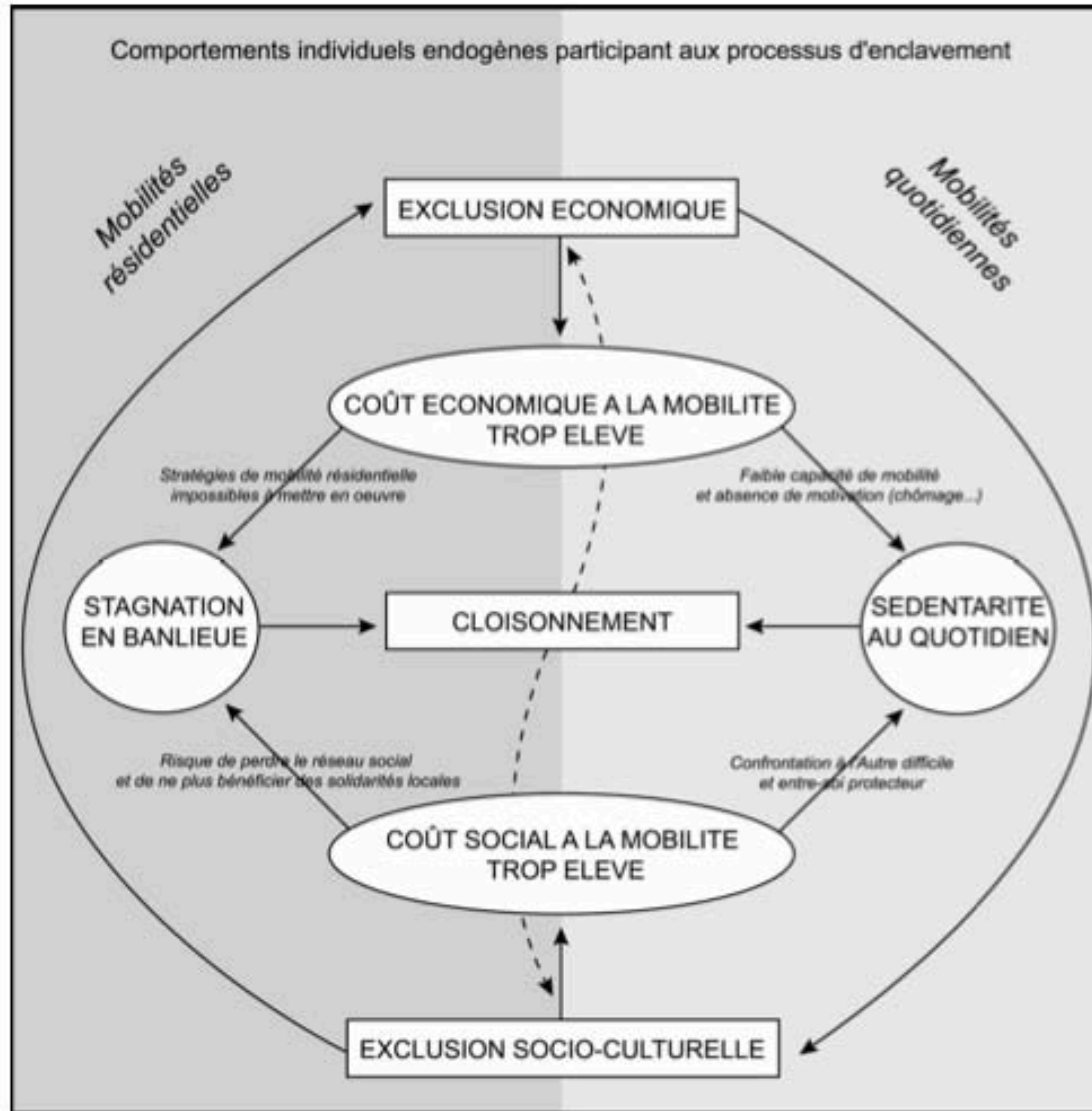 Comportements individuels endogènes participant aux processus d'enclavement
Mobilités
résidentielles
Mobilités
quotidiennes
EXCLUSION ECONOMIQUE
COÛT ECONOMIQUE A LA MOBILITE
TROP ELEVE
Stratégies de mobilité résidentielle
impossibles à mettre en oeuvre
Faible capacité de mobilité
et absence de motivation (chômage...)
STAGNATION
EN BANLIEUE
CLOISONNEMENT
SEDENTARITE
AU QUOTIDIEN
Risque de perdre le réseau social
et de ne plus bénéficier des solidarités locales
Confrontation à l'Autre difficile
et entre-soi protecteur
COÛT SOCIAL A LA MOBILITE
TROP ELEVE
EXCLUSION SOCIO-CULTURELLE